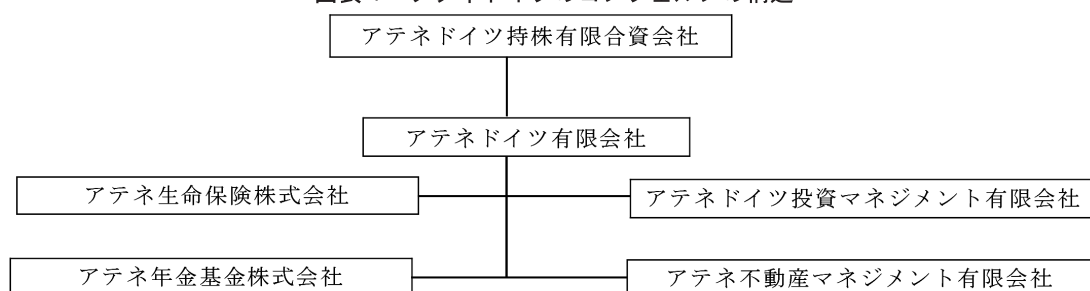 アテネドイツ持株有限合資会社
アテネドイツ有限会社
アテネ生命保険株式会社
アテネドイツ投資マネジメント有限会社
アテネ年金基金株式会社
アテネ不動産マネジメント有限会社